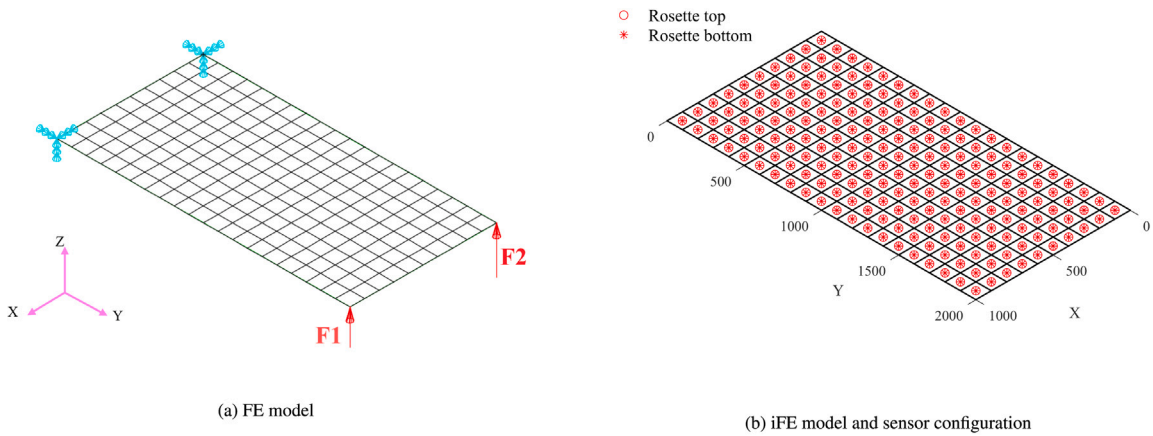 Z
X
Y
F1
F2
(a) FE model
Rosette top
Rosette bottom
0
500
1000
1500
2000
Y
1000
500
0
X
(b) iFE model and sensor configuration